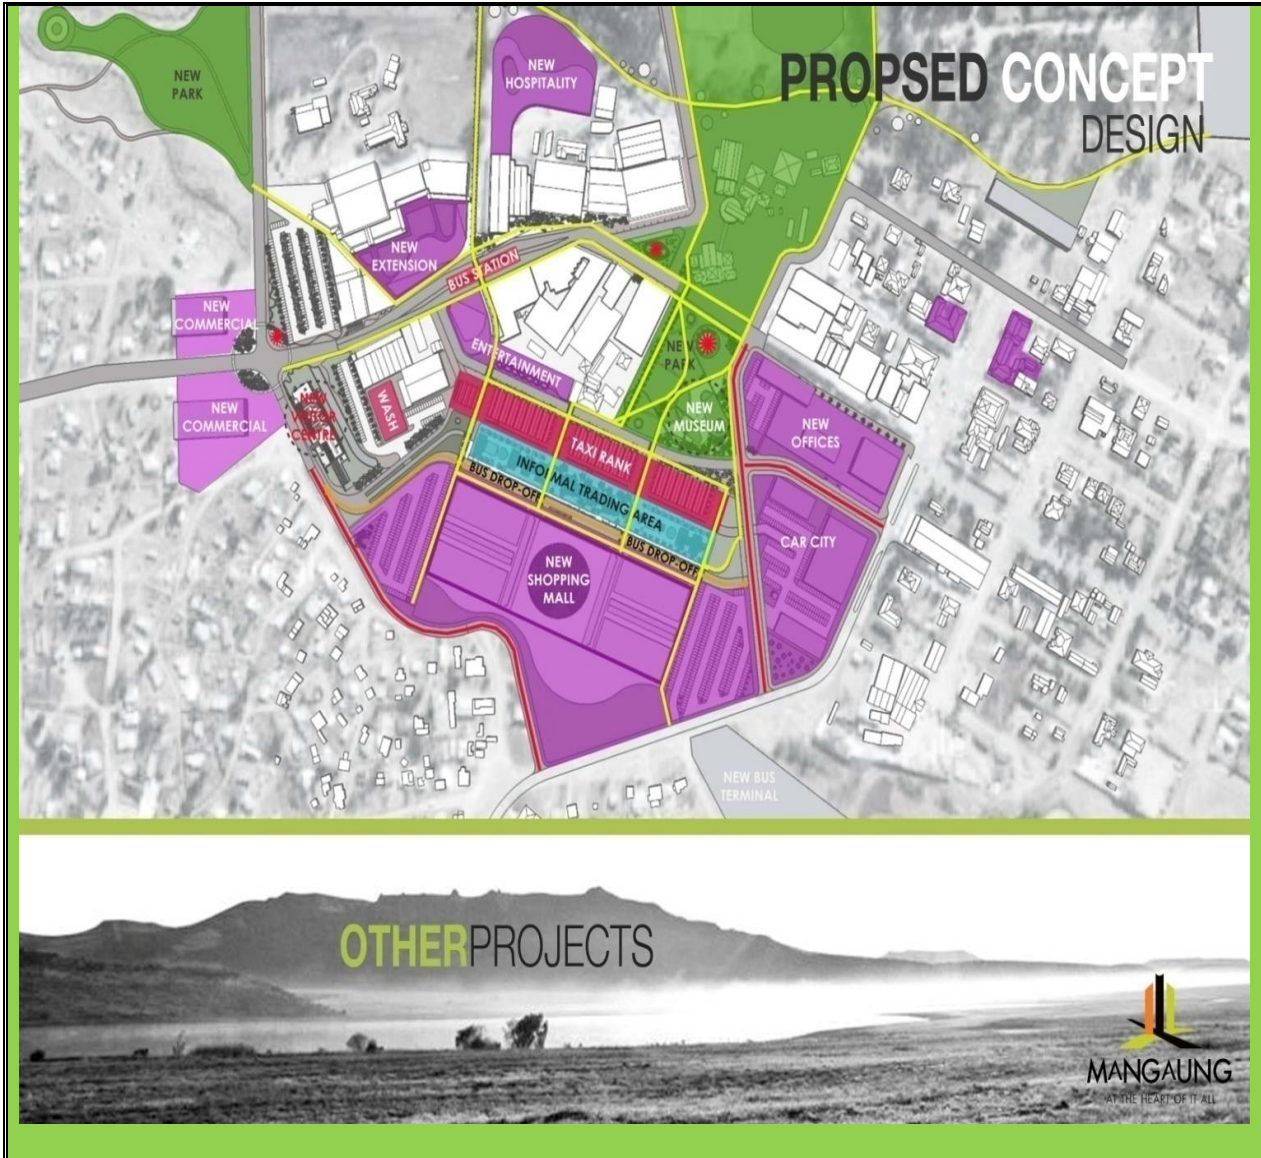 PROPSED CONCEPT
DESIGN
NEW
PARK
NEW
HOSPITALITY
NEW
EXTENSION
BUS STATION
NEW
COMMERCIAL
NEW
COMMERCIAL
ENTERTAINMENT
NEW
PARK
NEW
MUSEUM
NEW
CENTRE
WASH
TAXI RANK
INFORMAL TRADING AREA
BUS DROP-OFF
BUS DROP-OFF
NEW
OFFICES
CAR CITY
NEW
SHOPPING
MALL
NEW BUS
TERMINAL
OTHERPROJECTS
MANGAUNG
AT THE HEART OF IT ALL